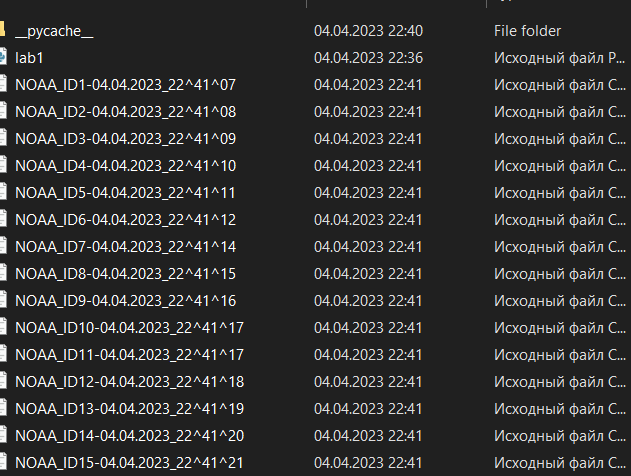 __pycache__ 04.04.2023 22:40 File folder
lab1 04.04.2023 22:36 Исходный файл P...
NOAA_ID1-04.04.2023_22^41^07 04.04.2023 22:41 Исходный файл C...
NOAA_ID2-04.04.2023_22^41^08 04.04.2023 22:41 Исходный файл C...
NOAA_ID3-04.04.2023_22^41^09 04.04.2023 22:41 Исходный файл C...
NOAA_ID4-04.04.2023_22^41^10 04.04.2023 22:41 Исходный файл C...
NOAA_ID5-04.04.2023_22^41^11 04.04.2023 22:41 Исходный файл C...
NOAA_ID6-04.04.2023_22^41^12 04.04.2023 22:41 Исходный файл C...
NOAA_ID7-04.04.2023_22^41^14 04.04.2023 22:41 Исходный файл C...
NOAA_ID8-04.04.2023_22^41^15 04.04.2023 22:41 Исходный файл C...
NOAA_ID9-04.04.2023_22^41^16 04.04.2023 22:41 Исходный файл C...
NOAA_ID10-04.04.2023_22^41^17 04.04.2023 22:41 Исходный файл C...
NOAA_ID11-04.04.2023_22^41^17 04.04.2023 22:41 Исходный файл C...
NOAA_ID12-04.04.2023_22^41^18 04.04.2023 22:41 Исходный файл C...
NOAA_ID13-04.04.2023_22^41^19 04.04.2023 22:41 Исходный файл C...
NOAA_ID14-04.04.2023_22^41^20 04.04.2023 22:41 Исходный файл C...
NOAA_ID15-04.04.2023_22^41^21 04.04.2023 22:41 Исходный файл C...